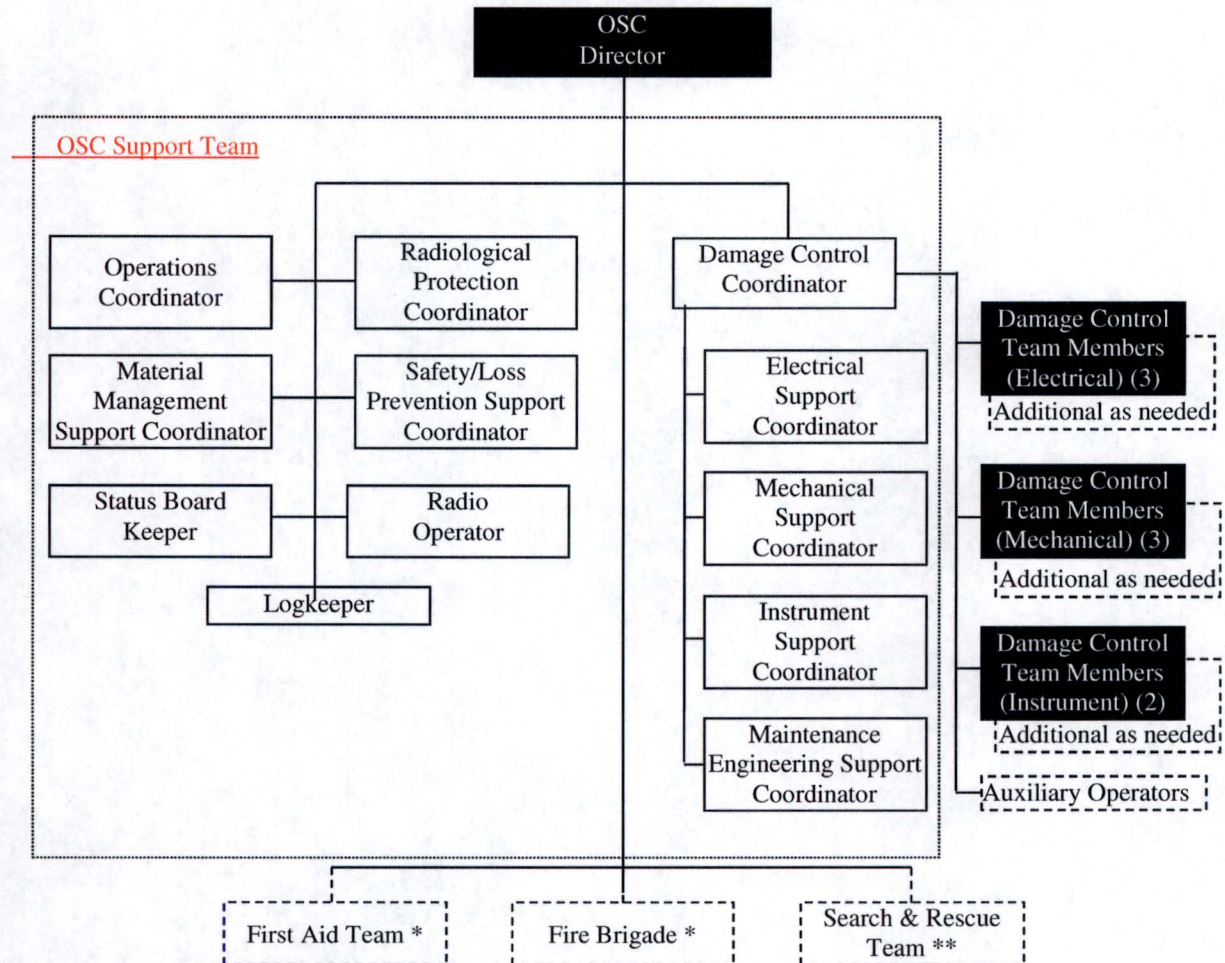 OSC
Director
OSC Support Team
Operations
Coordinator
Radiological
Protection
Coordinator
Material
Management
Support Coordinator
Safety/Loss
Prevention Support
Coordinator
Status Board
Keeper
Radio
Operator
Logkeeper
Damage Control
Coordinator
Electrical
Support
Coordinator
Mechanical
Support
Coordinator
Instrument
Support
Coordinator
Maintenance
Engineering Support
Coordinator
Damage Control
Team Members
(Electrical) (3)
Additional as needed
Damage Control
Team Members
(Mechanical) (3)
Additional as needed
Damage Control
Team Members
(Instrument) (2)
Additional as needed
Auxiliary Operators
First Aid Team *
Fire Brigade *
Search & Rescue
Team **